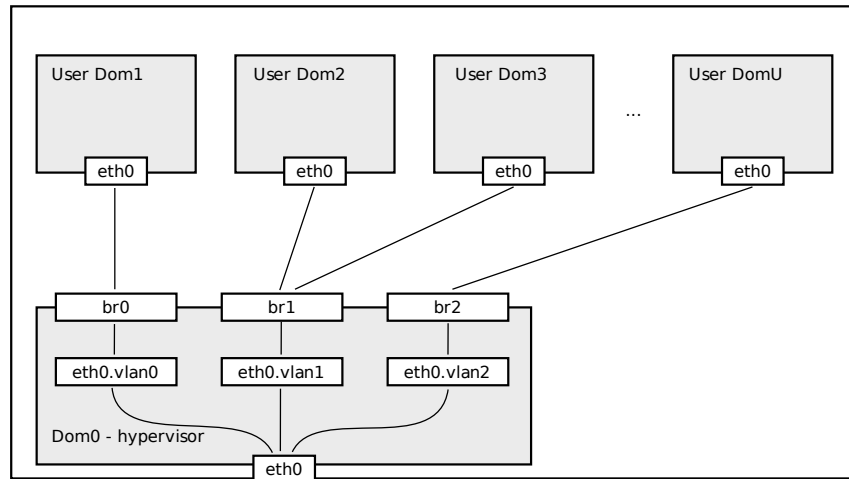 User Dom1
User Dom2
User Dom3
User DomU
...
eth0
eth0
eth0
eth0
br0
br1
br2
eth0.vlan0
eth0.vlan1
eth0.vlan2
Dom0 - hypervisor
eth0